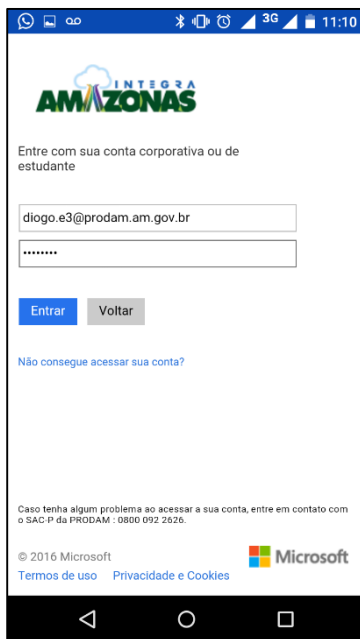 3G 11:10
INTEGRA
AMAZONAS
Entre com sua conta corporativa ou de
estudante
diogo.e3@prodam.am.gov.br
••••••••
Entrar Voltar
Não consegue acessar sua conta?
Caso tenha algum problema ao acessar a sua conta, entre em contato com
o SAC-P da PRODAM : 0800 092 2626.
© 2016 Microsoft Microsoft
Termos de uso Privacidade e Cookies